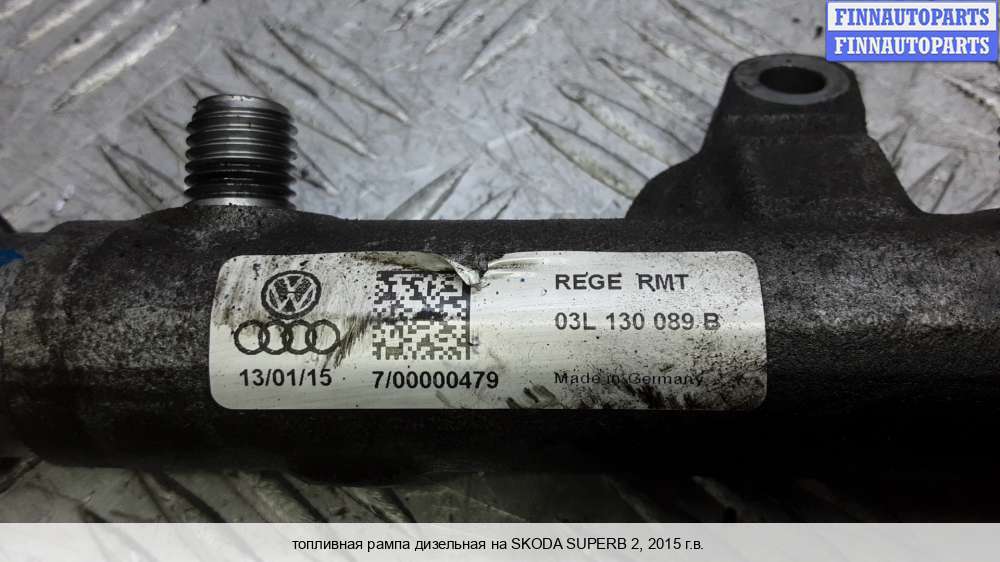 FINNAUTOPARTS
FINNAUTOPARTS
REGE RMT
03L 130 089 B
13/01/15 7/00000479 Made in Germany
топливная рампа дизельная на SKODA SUPERB 2, 2015 г.в.